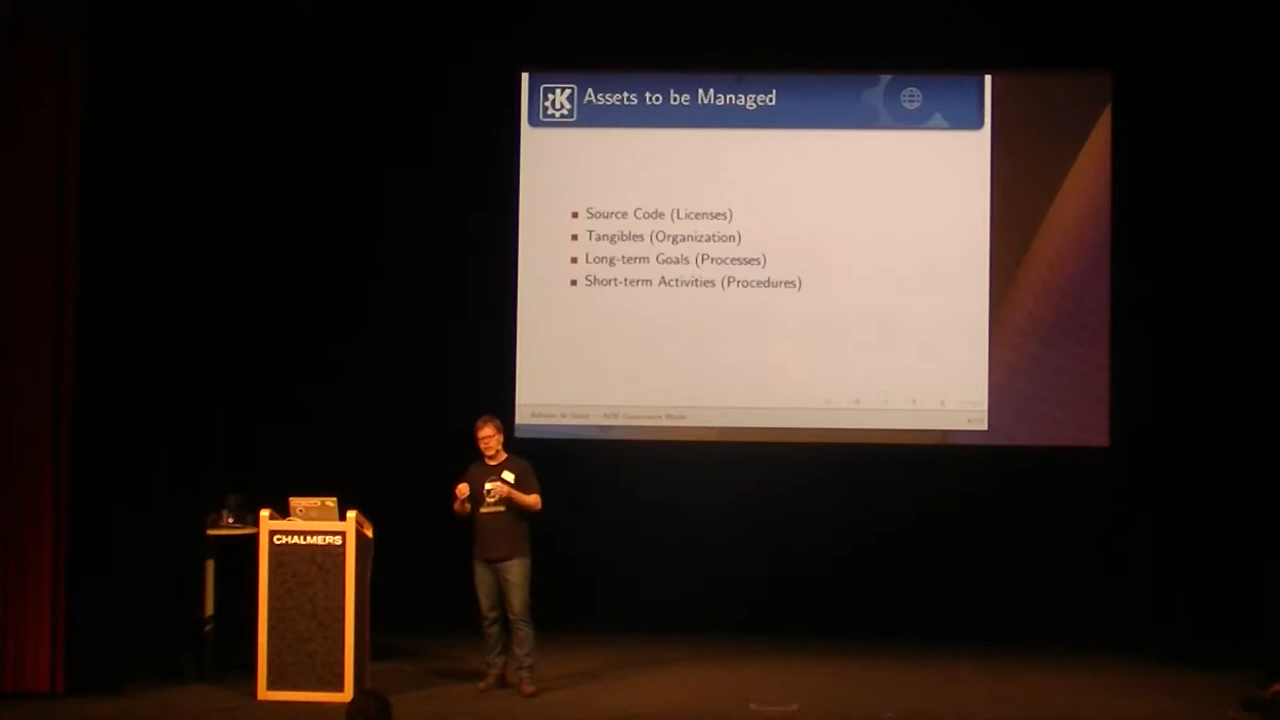 Assets to be Managed
Source Code (Licenses)
Tangibles (Organization)
Long-term Goals (Processes)
Short-term Activities (Procedures)
CHALMERS